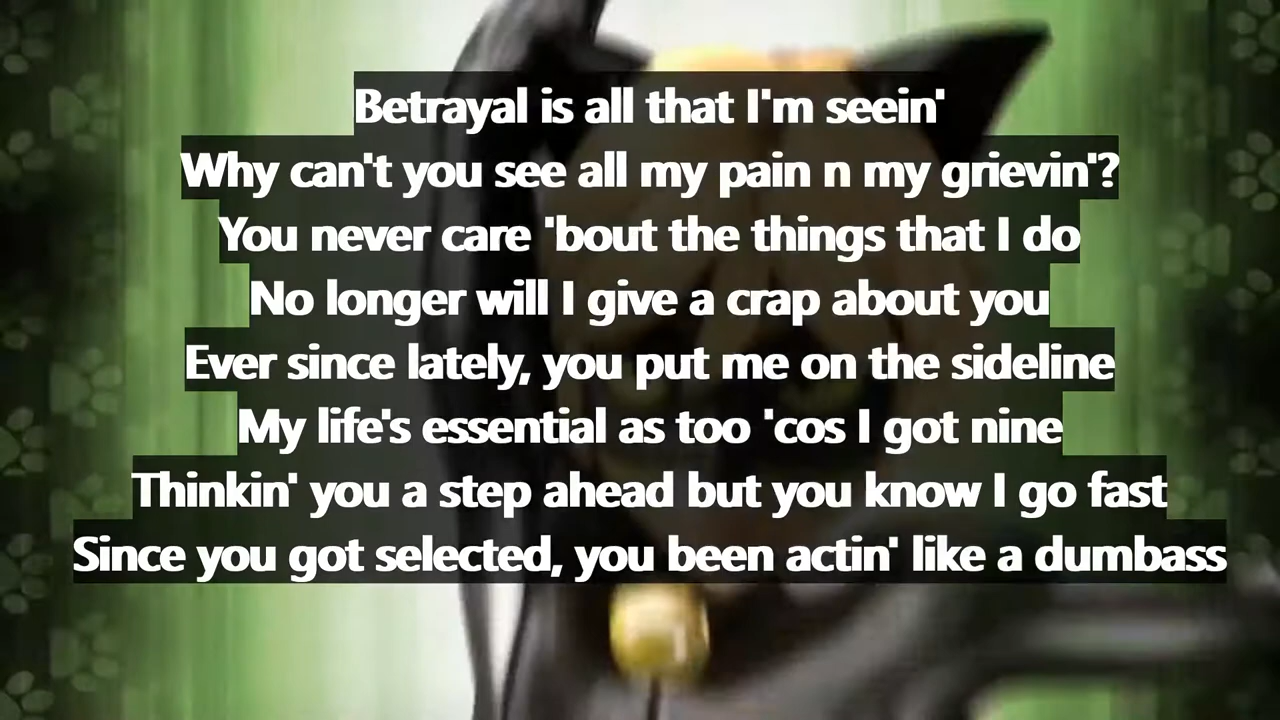 Betrayal is all that I'm seein'
Why can't you see all my pain n my grievin'?
You never care 'bout the things that I do
No longer will I give a crap about you
Ever since lately, you put me on the sideline
My life's essential as too 'cos I got nine
Thinkin' you a step ahead but you know I go fast
Since you got selected, you been actin' like a dumbass